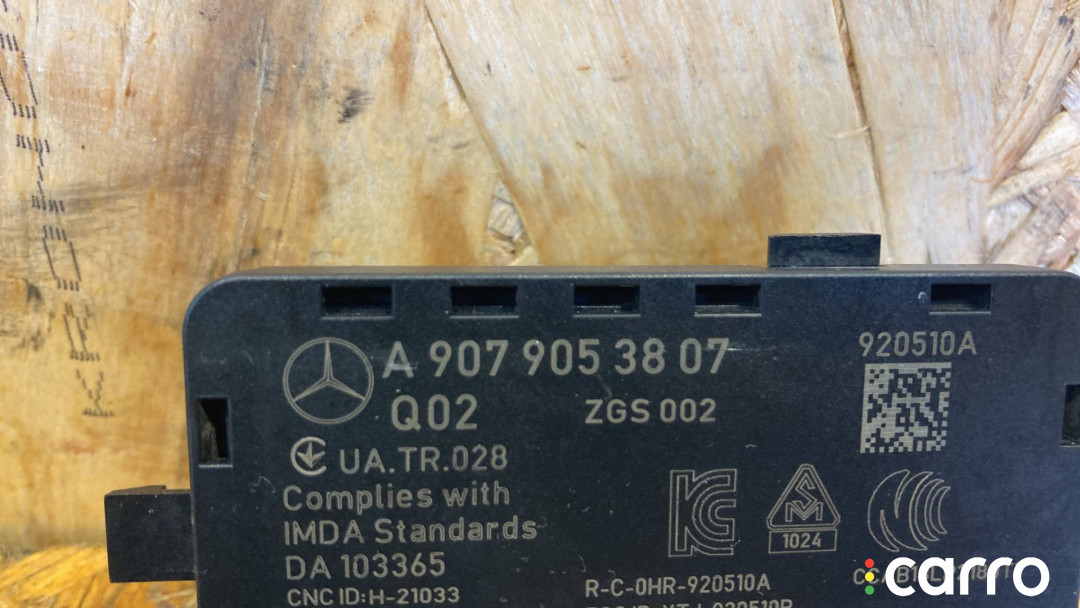 A 907 905 38 07
920510A
Q02
ZGS 002
UA.TR.028
Complies with
IMDA Standards
DA 103365
CNC ID:H-21033
1024
R-C-0HR-920510A
carro